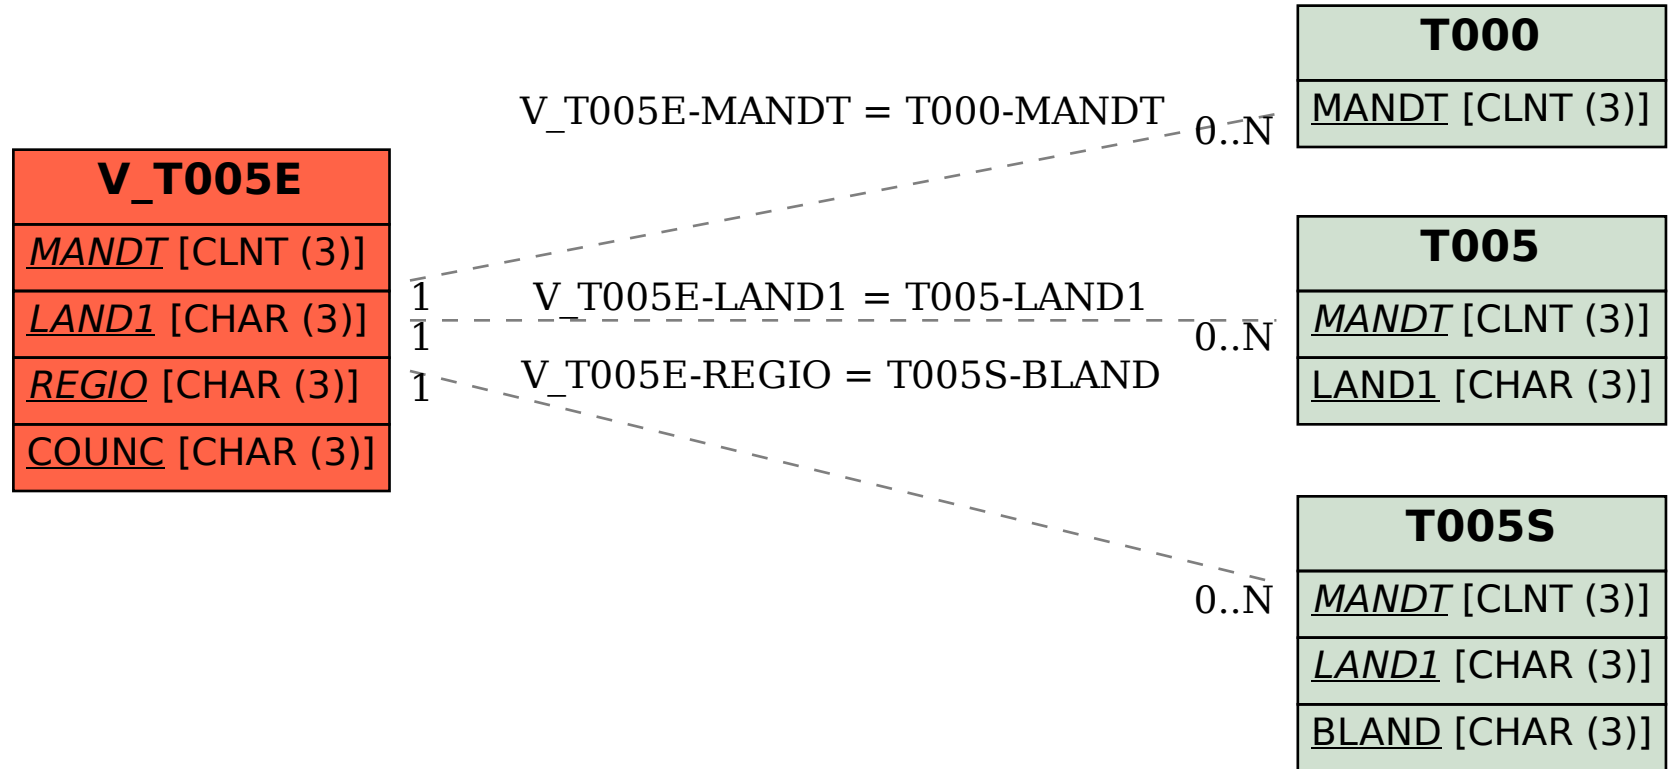 V_T005E
MANDT [CLNT (3)]
LAND1 [CHAR (3)]
REGIO [CHAR (3)]
COUNC [CHAR (3)]
V_T005E-MANDT = T000-MANDT
0..N
1
V_T005E-LAND1 = T005-LAND1
1
0..N
V_T005E-REGIO = T005S-BLAND
1
0..N
T000
MANDT [CLNT (3)]
T005
MANDT [CLNT (3)]
LAND1 [CHAR (3)]
T005S
MANDT [CLNT (3)]
LAND1 [CHAR (3)]
BLAND [CHAR (3)]